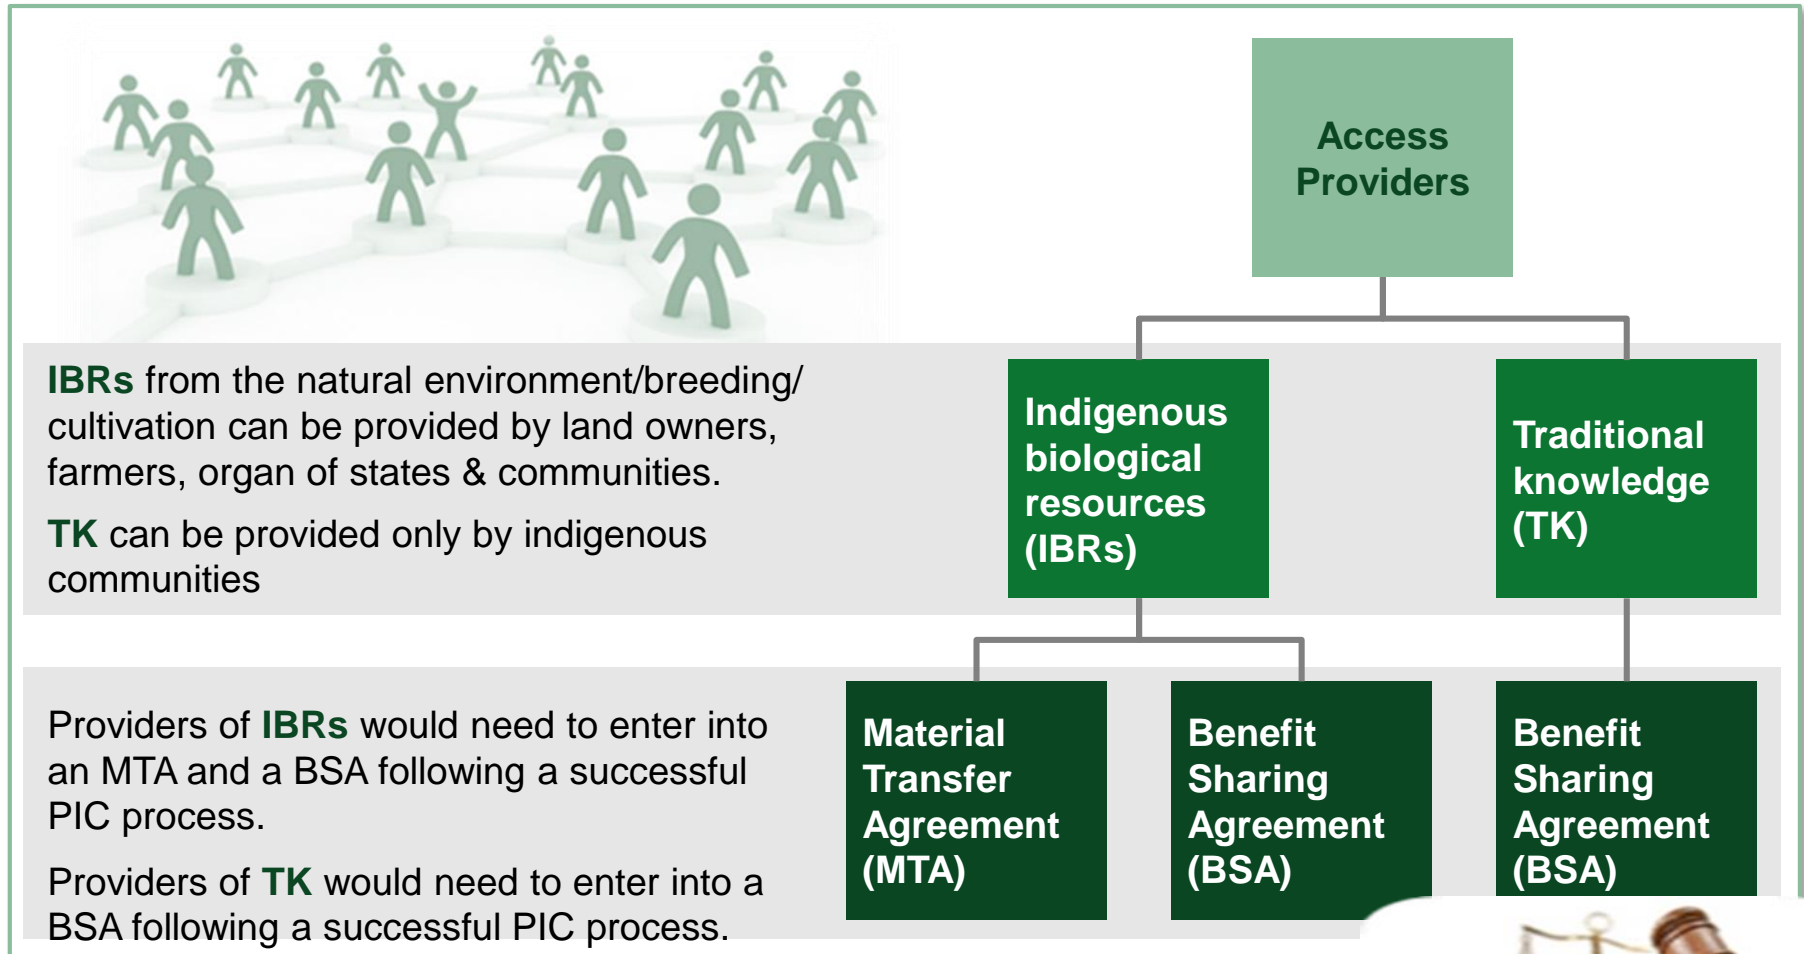 Access
Providers
IBRs from the natural environment/breeding/
cultivation can be provided by land owners,
farmers, organ of states & communities.
TK can be provided only by indigenous
communities
Indigenous
biological
resources
(IBRs)
Traditional
knowledge
(TK)
Providers of IBRs would need to enter into
an MTA and a BSA following a successful
PIC process.
Providers of TK would need to enter into a
BSA following a successful PIC process.
Material
Transfer
Agreement
(MTA)
Benefit
Sharing
Agreement
(BSA)
Benefit
Sharing
Agreement
(BSA)